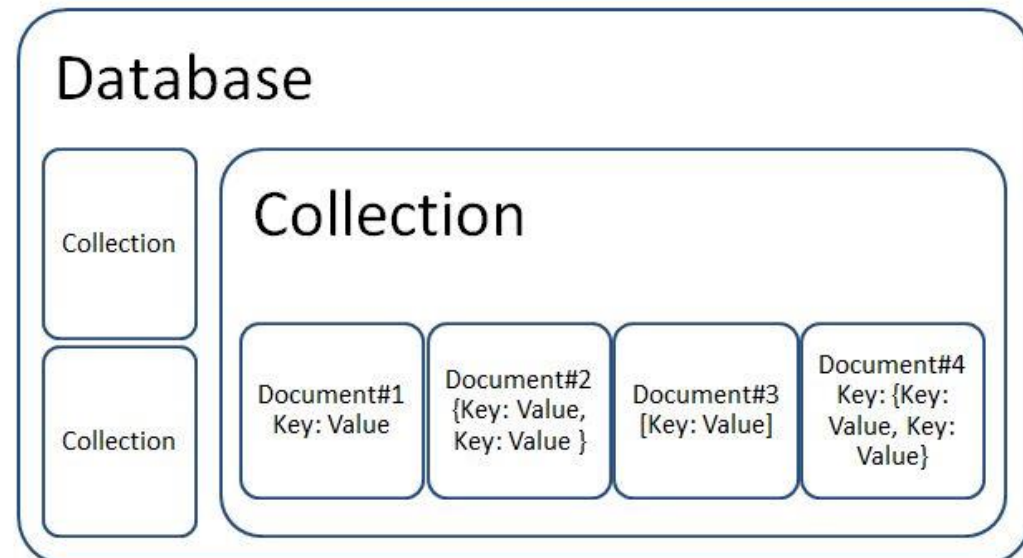 Database
Collection
Collection
Collection
Document#1
Key: Value
Document#2
{Key: Value,
Key: Value }
Document#3
[Key: Value]
Document#4
Key: {Key:
Value, Key:
Value}